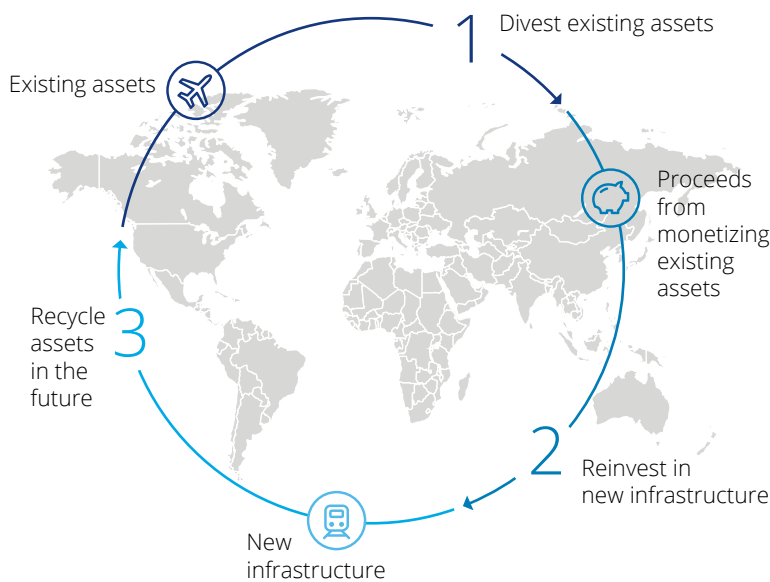 1
Divest existing assets
Existing assets
Proceeds
from
monetizing
existing
assets
2
Reinvest in
new infrastructure
New
infrastructure
3
Recycle
assets
in the
future